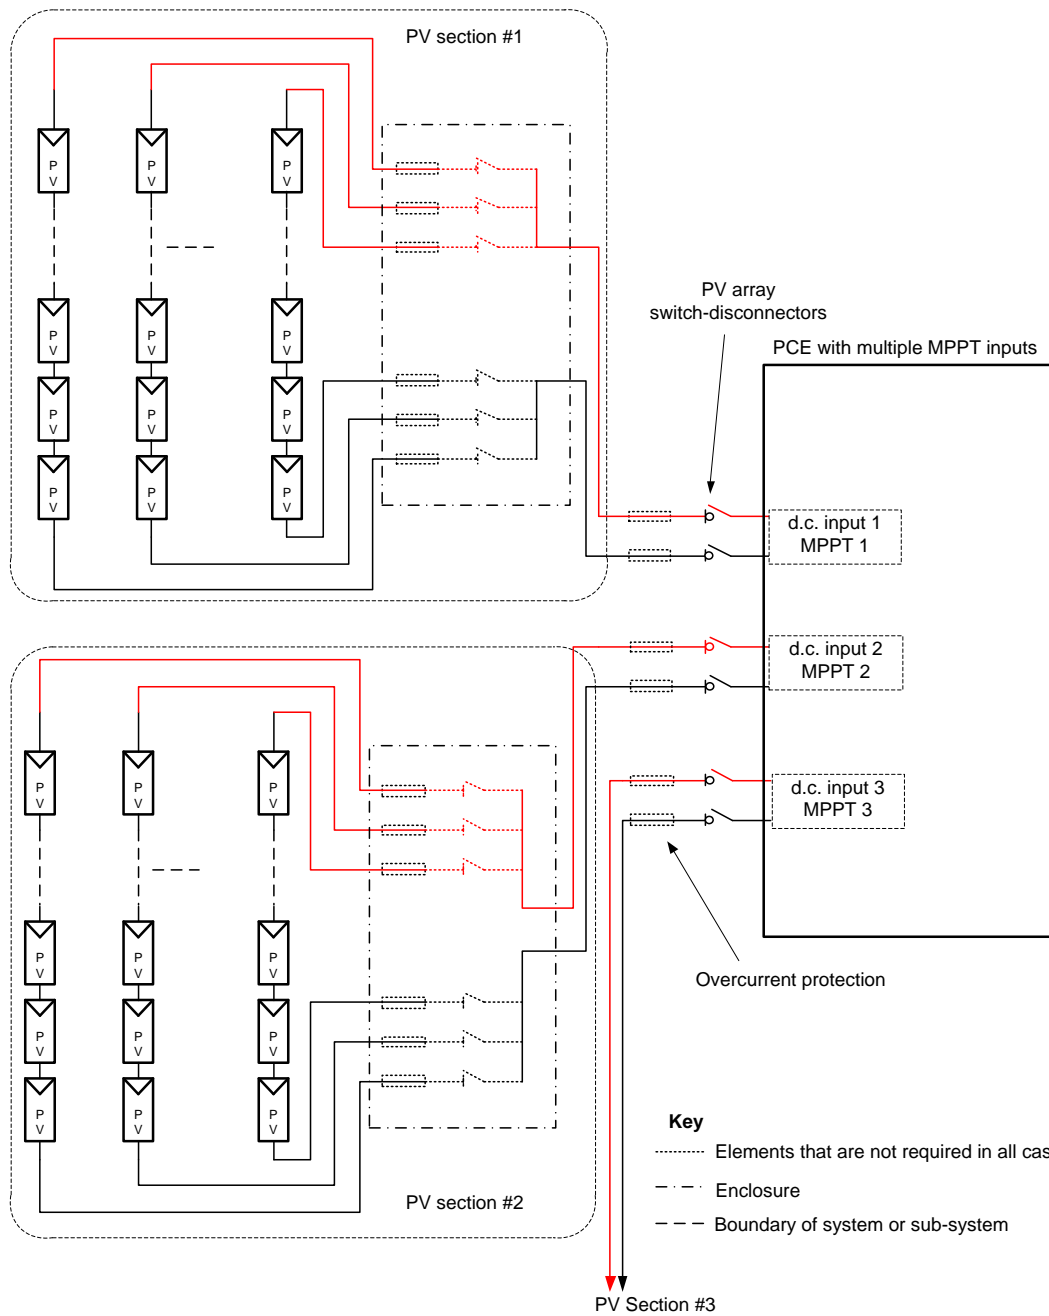 PV section #1
P
V
P
V
P
V
P
V
P
V
P
V
P
V
P
V
P
V
P
V
P
V
P
V
PV array
switch-disconnectors
PCE with multiple MPPT inputs
d.c. input 1
MPPT 1
d.c. input 2
MPPT 2
d.c. input 3
MPPT 3
P
V
P
V
P
V
P
V
P
V
P
V
P
V
P
V
P
V
P
V
P
V
P
V
Overcurrent protection
PV section #2
Key
Elements that are not required in all cas
Enclosure
Boundary of system or sub-system
PV Section #3